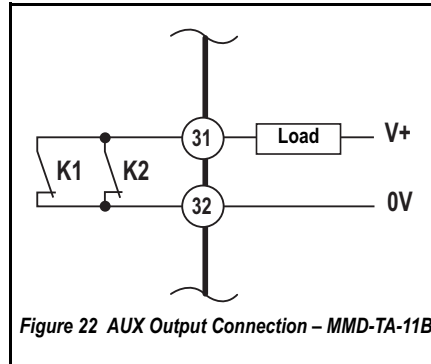 31
Load
V+
K1
K2
32
0V
Figure 22 AUX Output Connection – MMD-TA-11B